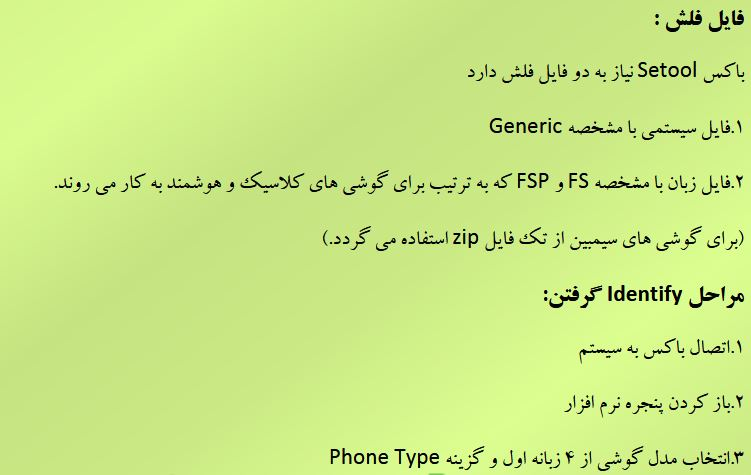 فایل فلش :
باکس Setool نیاز به دو فایل فلش دارد
۱.فایل سیستمی با مشخصه Generic
۲.فایل زبان با مشخصه FS و FSP که به ترتیب برای گوشی های کلاسیک و هوشمند به کار می روند.
(برای گوشی های سیمبین از تک فایل zip استفاده می گردد.)
مراحل Identify گرفتن:
۱.اتصال باکس به سیستم
۲.باز کردن پنجره نرم افزار
۳.انتخاب مدل گوشی از ۴ زبانه اول و گزینه Phone Type